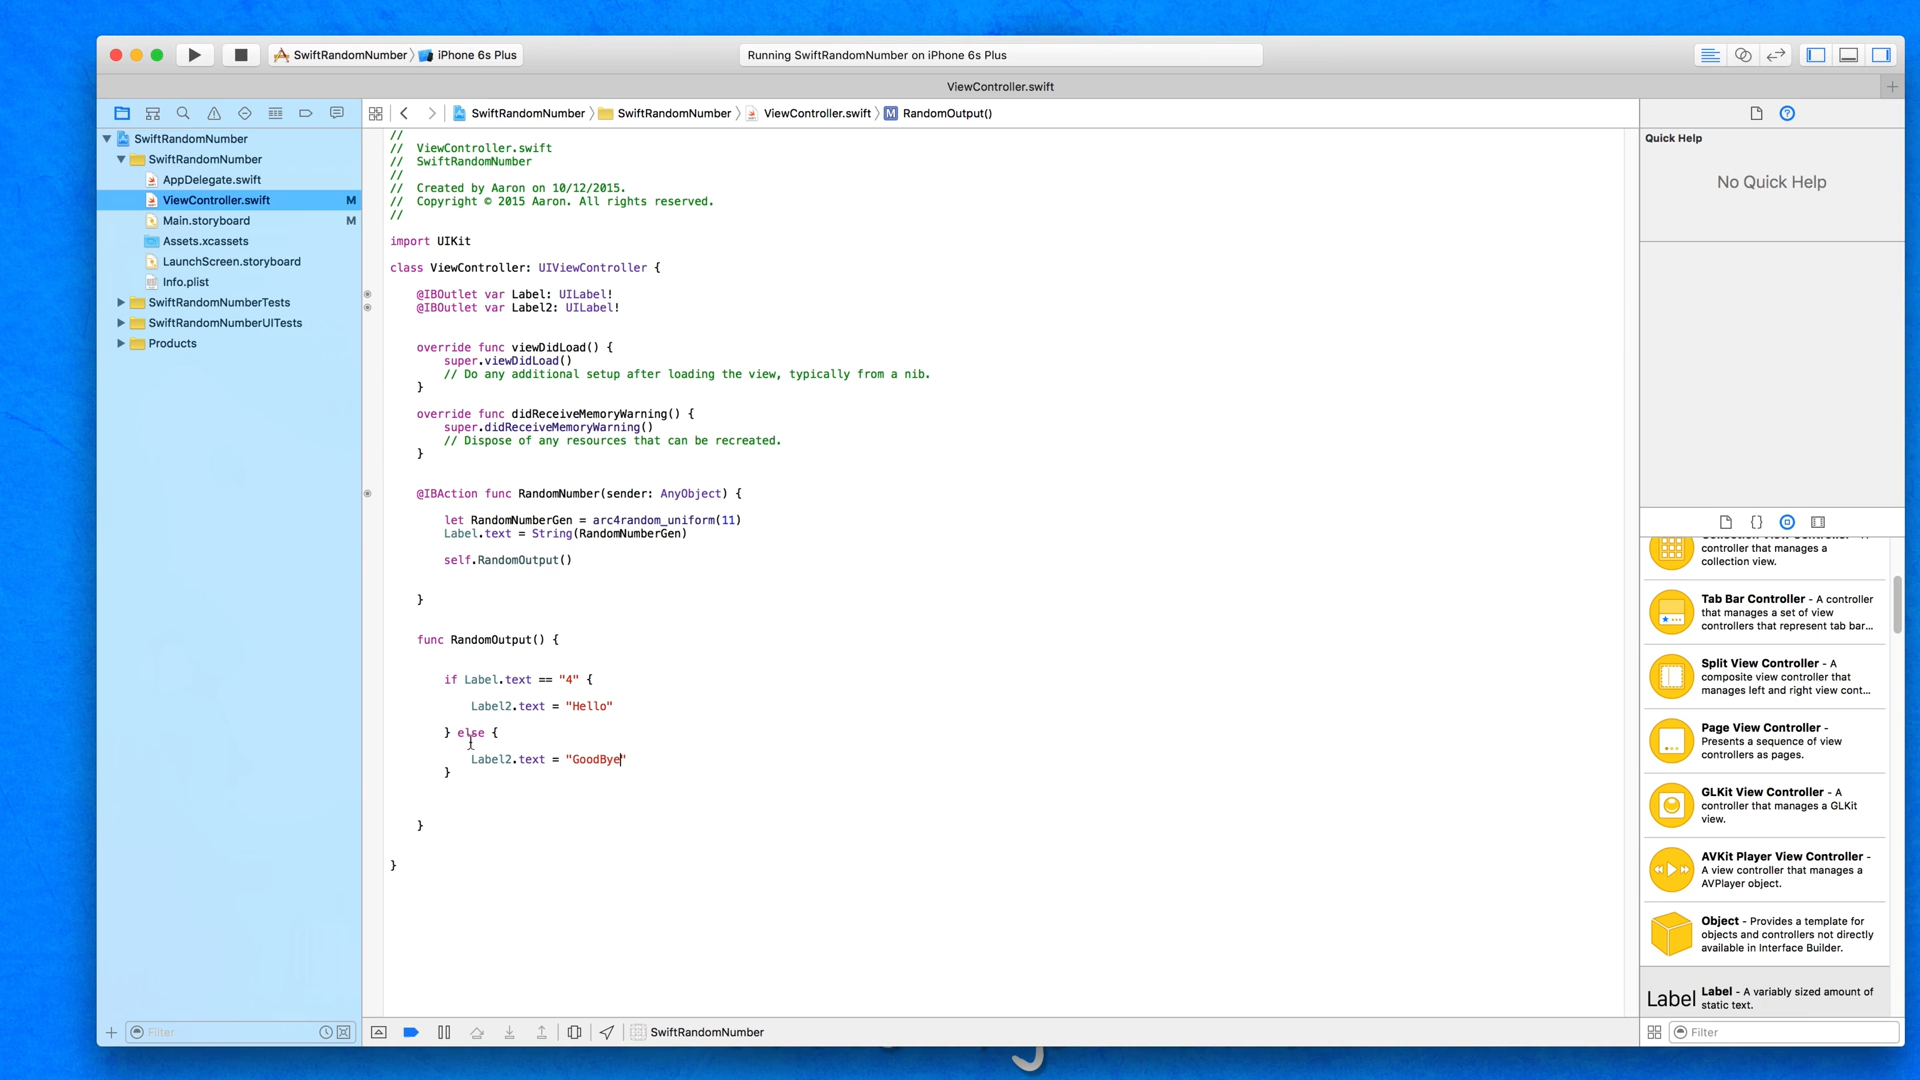 SwiftRandomNumber
iPhone 6s Plus
Running SwiftRandomNumber on iPhone 6s Plus
ViewController.swift
SwiftRandomNumber
SwiftRandomNumber
ViewController.swift
M
RandomOutput()
SwiftRandomNumber
SwiftRandomNumber
AppDelegate.swift
ViewController.swift
M
Main.storyboard
M
Assets.xcassets
LaunchScreen.storyboard
Info.plist
SwiftRandomNumberTests
SwiftRandomNumberUITests
Products
Filter
//
// ViewController.swift
// SwiftRandomNumber
//
// Created by Aaron on 10/12/2015.
// Copyright © 2015 Aaron. All rights reserved.
//
import UIKit
class ViewController: UIViewController {
@IBOutlet var Label: UILabel!
@IBOutlet var Label2: UILabel!
override func viewDidLoad() {
super.viewDidLoad()
// Do any additional setup after loading the view, typically from a nib.
}
override func didReceiveMemoryWarning() {
super.didReceiveMemoryWarning()
// Dispose of any resources that can be recreated.
}
@IBAction func RandomNumber(sender: AnyObject) {
let RandomNumberGen = arc4random_uniform(11)
Label.text = String(RandomNumberGen)
self.RandomOutput()
}
func RandomOutput() {
if Label.text == "4" {
Label2.text = "Hello"
} else {
Label2.text = "GoodBye"
}
}
}
SwiftRandomNumber
Quick Help
No Quick Help
{}
controller that manages a
collection view.
Tab Bar Controller - A controller
that manages a set of view
controllers that represent tab bar...
Split View Controller - A
composite view controller that
manages left and right view cont...
Page View Controller -
Presents a sequence of view
controllers as pages.
GLKit View Controller - A
controller that manages a GLKit
view.
AVKit Player View Controller -
A view controller that manages a
AVPlayer object.
Object - Provides a template for
objects and controllers not directly
available in Interface Builder.
Label
Label - A variably sized amount of
static text.
Filter